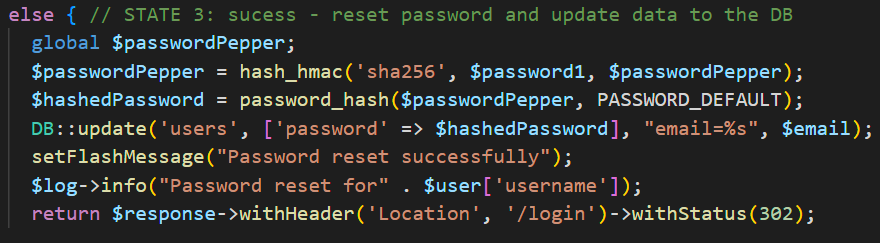 else { // STATE 3: sucess - reset password and update data to the DB
global $passwordPepper;
$passwordPepper = hash_hmac('sha256', $password1, $passwordPepper);
$hashedPassword = password_hash($passwordPepper, PASSWORD_DEFAULT);
DB::update('users', ['password' => $hashedPassword], "email=%s", $email);
setFlashMessage("Password reset successfully");
$log->info("Password reset for" . $user['username']);
return $response->withHeader('Location', '/login')->withStatus(302);